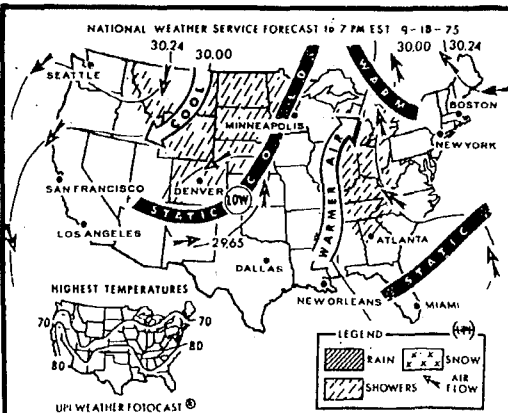 NATIONAL WEATHER SERVICE FORECAST to 7 PM EST 9-18-75
30.24
30.00
30.00
30.24
SEATTLE
COOL
COLD
WARM
MINNEAPOLIS
BOSTON
NEW YORK
SAN FRANCISCO
DENVER
LOW
STATIC
WARMER AIR
LOS ANGELES
29.65
ATLANTA
STATIC
DALLAS
NEW ORLEANS
MIAMI
HIGHEST TEMPERATURES
70
70
80
80
LEGEND
(UPI)
RAIN
SNOW
SHOWERS
AIR FLOW
UPI WEATHER FOTOCAST ®